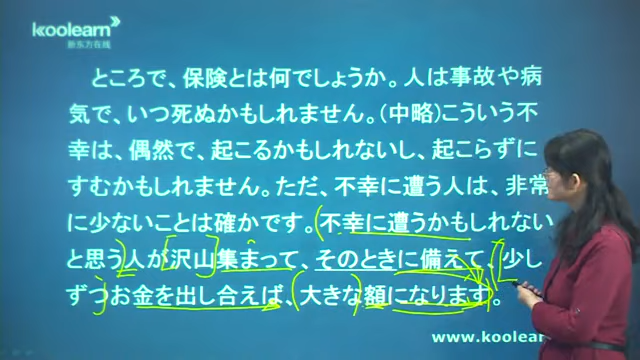 koolearn
新东方在线
ところで、保険とは何でしょうか。人は事故や病
気で、いつ死ぬかもしれません。(中略)こういう不
幸は、偶然で、起こるかもしれないし、起こらずに
すむかもしれません。ただ、不幸に遭う人は、非常
に少ないことは確かです。不幸に遭うかもしれない
と思う人が沢山集まって、そのときに備えて、少し
ずつお金を出し合えば、大きな額になります。
www.koolearn